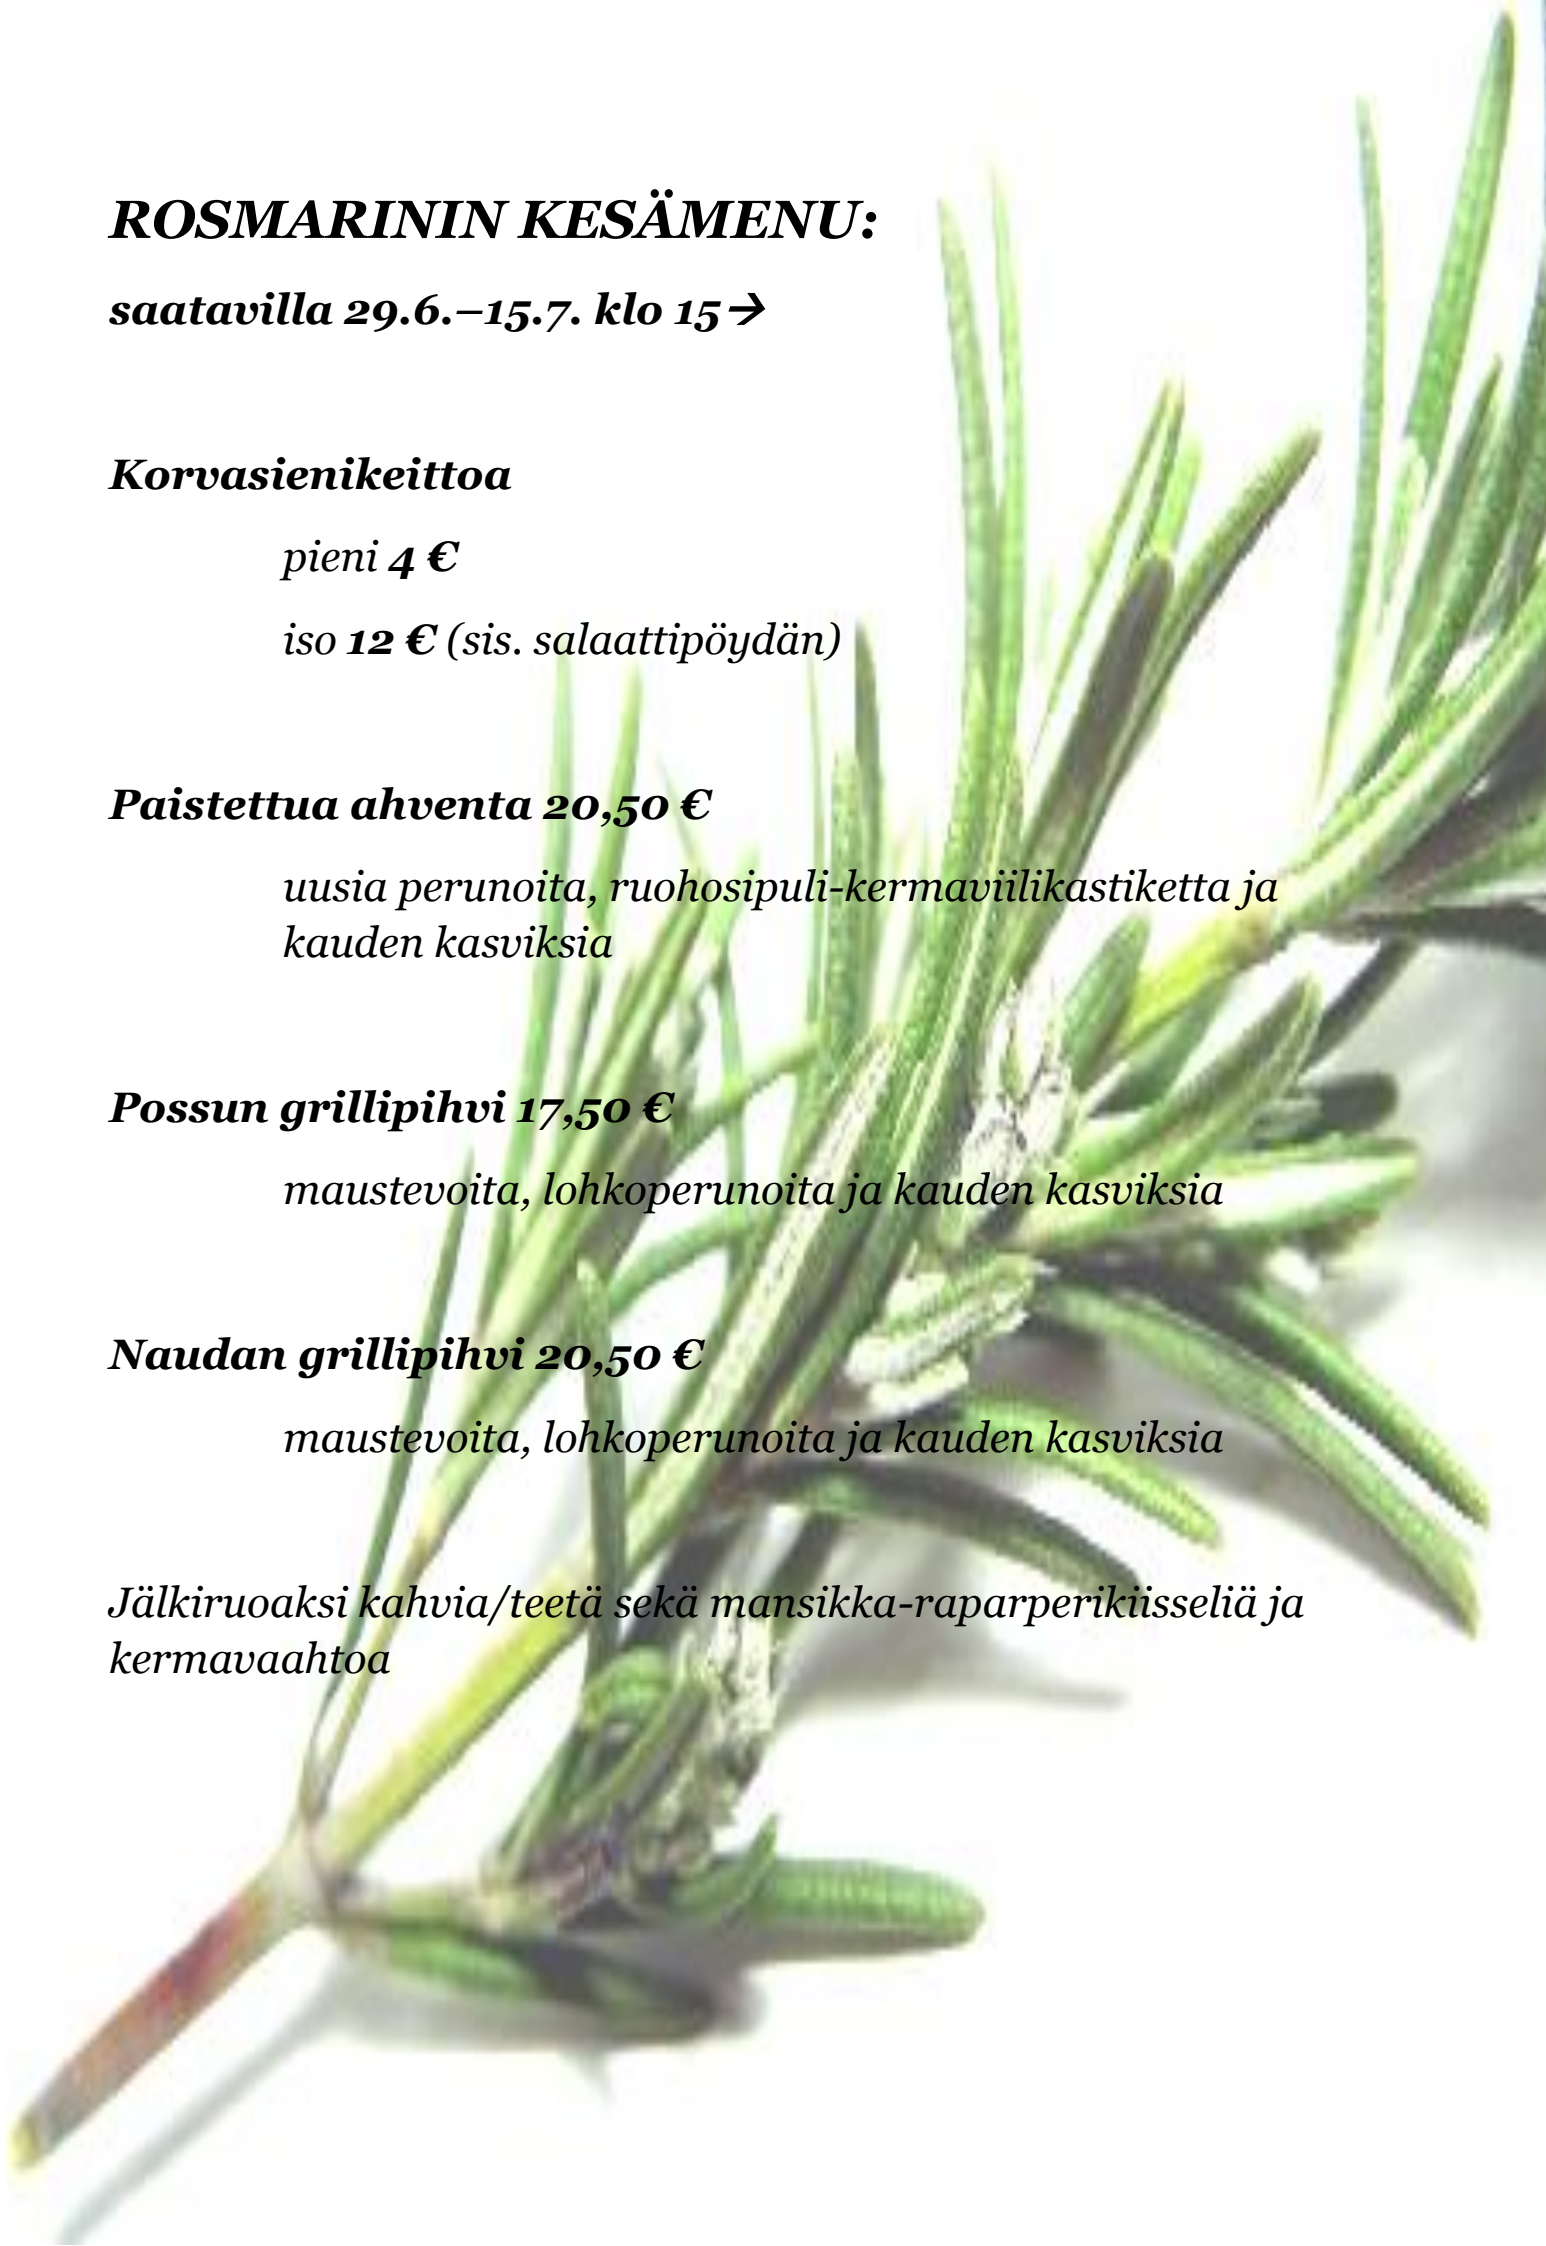 ROSMARININ KESÄMENU:
saatavilla 29.6.–15.7. klo 15→
Korvasienikeittoa
pieni 4 €
iso 12 € (sis. salaattipöydän)
Paistettua ahventa 20,50 €
uusia perunoita, ruohosipuli-kermaviilikastiketta ja
kauden kasviksia
Possun grillipihvi 17,50 €
maustevoita, lohkoperunoita ja kauden kasviksia
Naudan grillipihvi 20,50 €
maustevoita, lohkoperunoita ja kauden kasviksia
Jälkiruoaksi kahvia/teetä sekä mansikka-raparperikiisseliä ja
kermavaahtoa